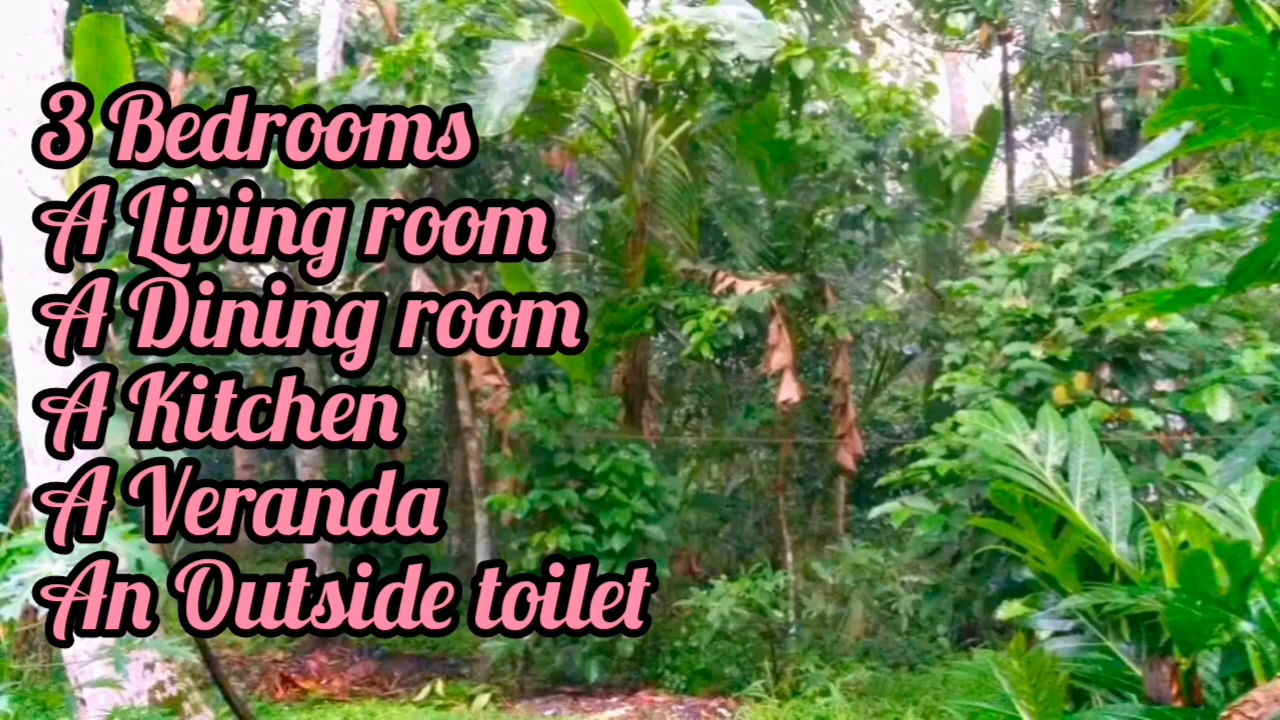 3 Bedrooms
A Living room
A Dining room
A Kitchen
A Veranda
An Outside toilet